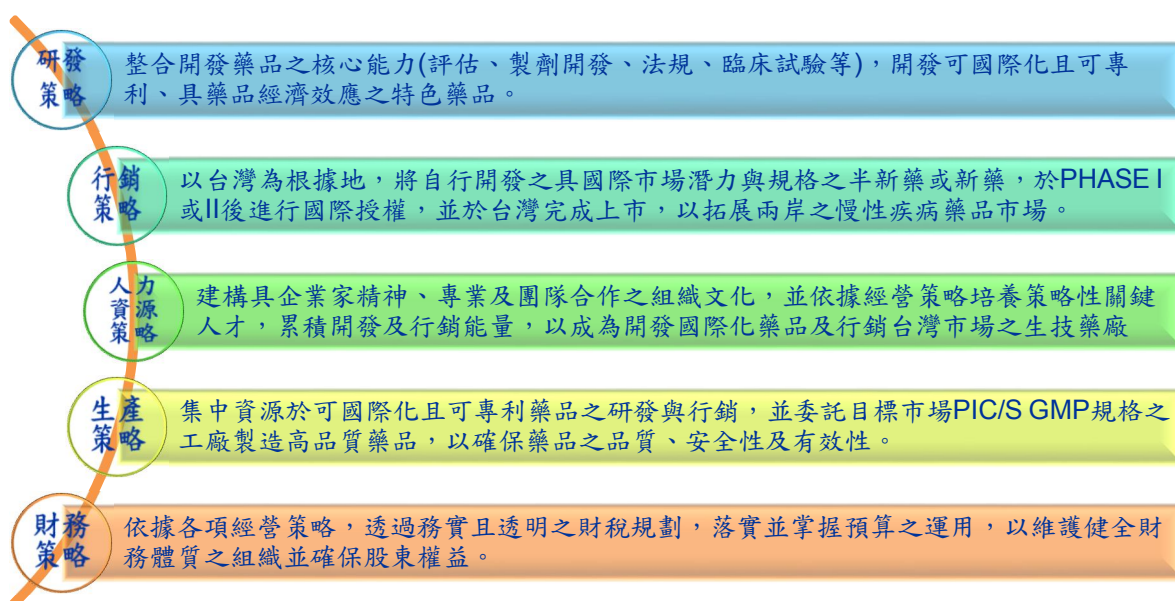 研發
策略
整合開發藥品之核心能力(評估、製劑開發、法規、臨床試驗等)，開發可國際化且可專
利、具藥品經濟效應之特色藥品。
行銷
策略
以台灣為根據地，將自行開發之具國際市場潛力與規格之半新藥或新藥，於PHASE I
或II後進行國際授權，並於台灣完成上市，以拓展兩岸之慢性疾病藥品市場。
人力
資源
策略
建構具企業家精神、專業及團隊合作之組織文化，並依據經營策略培養策略性關鍵
人才，累積開發及行銷能量，以成為開發國際化藥品及行銷台灣市場之生技藥廠
生產
策略
集中資源於可國際化且可專利藥品之研發與行銷，並委託目標市場PIC/S GMP規格之
工廠製造高品質藥品，以確保藥品之品質、安全性及有效性。
財務
策略
依據各項經營策略，透過務實且透明之財稅規劃，落實並掌握預算之運用，以維護健全財
務體質之組織並確保股東權益。